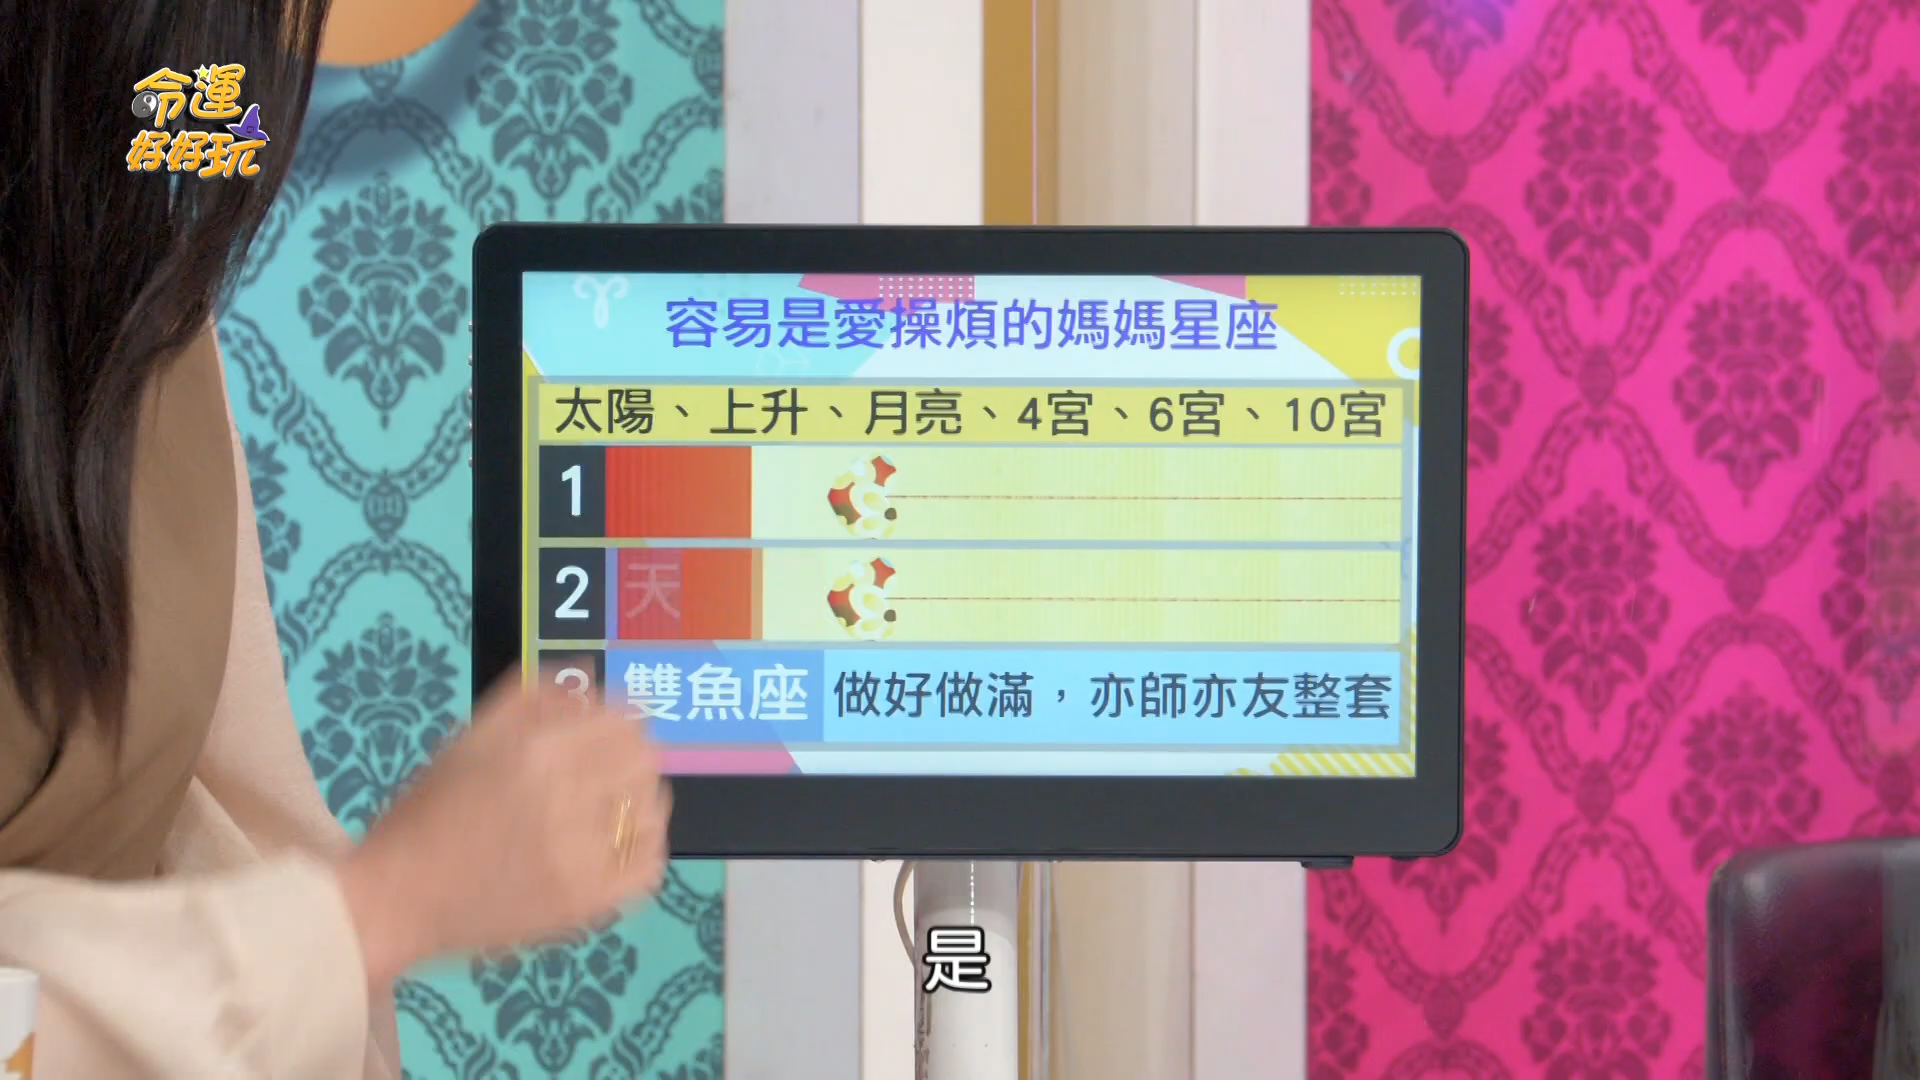 命運
好好玩
容易是愛操煩的媽媽星座
太陽、上升、月亮、4宮、6宮、10宮
1
2 天
3 雙魚座 做好做滿，亦師亦友整套
是